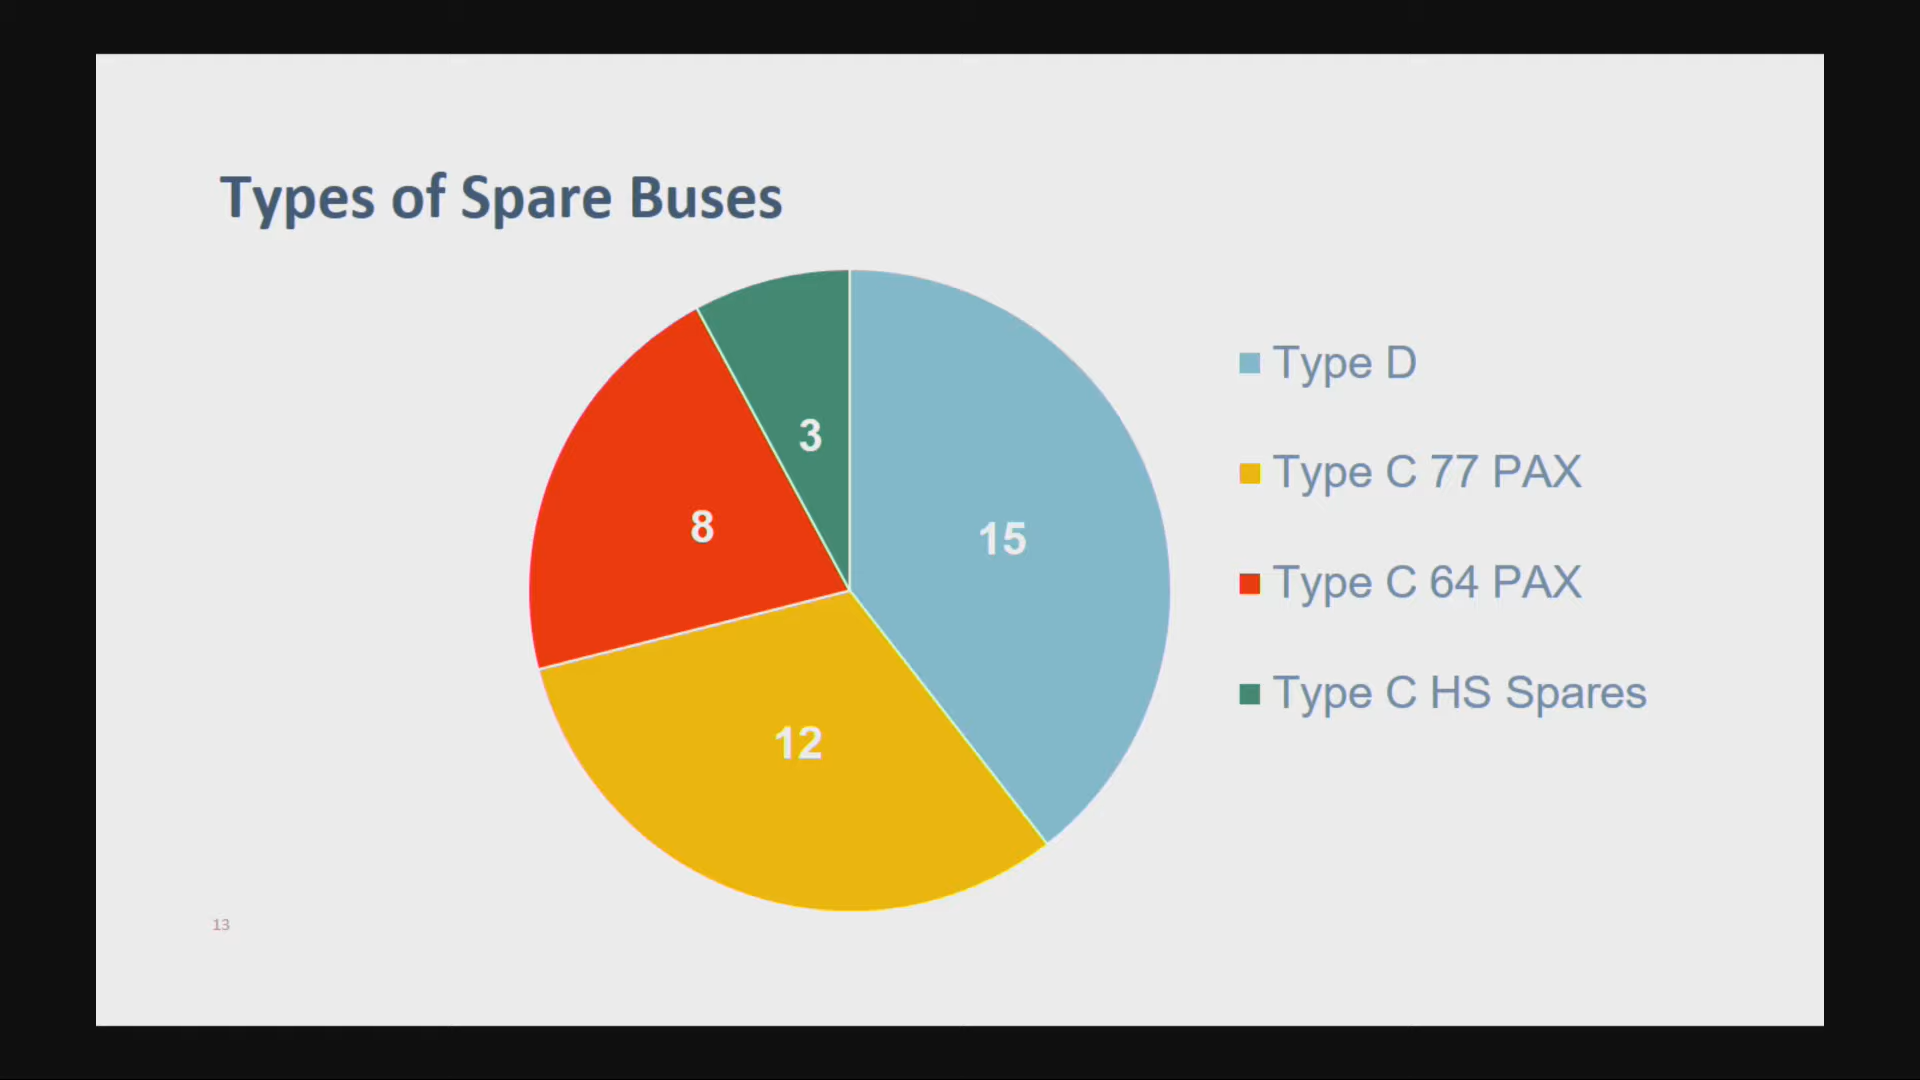 Types of Spare Buses
3
8
15
12
Type D
Type C 77 PAX
Type C 64 PAX
Type C HS Spares
13